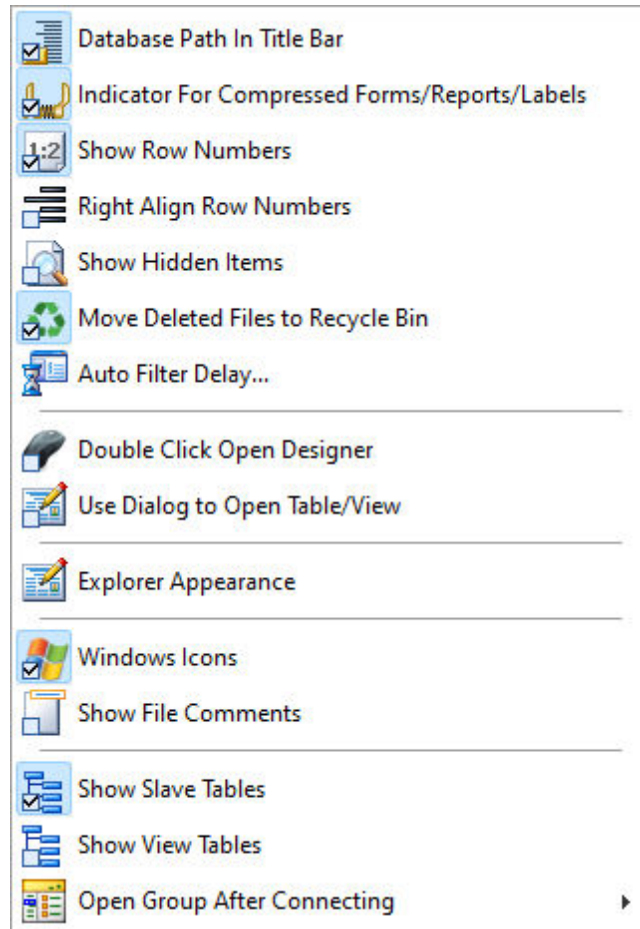 Database Path In Title Bar
Indicator For Compressed Forms/Reports/Labels
1:2 Show Row Numbers
Right Align Row Numbers
Show Hidden Items
Move Deleted Files to Recycle Bin
Auto Filter Delay...
Double Click Open Designer
Use Dialog to Open Table/View
Explorer Appearance
Windows Icons
Show File Comments
Show Slave Tables
Show View Tables
Open Group After Connecting